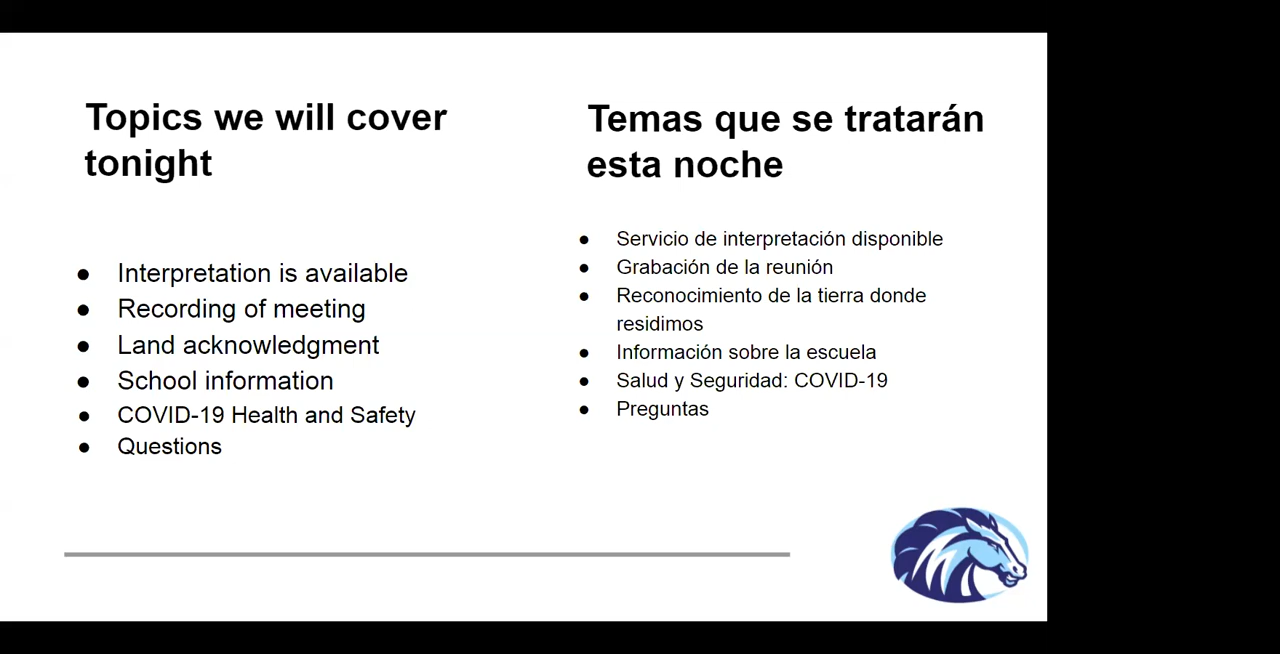 Topics we will cover
tonight
● Interpretation is available
● Recording of meeting
● Land acknowledgment
● School information
● COVID-19 Health and Safety
● Questions
Temas que se tratarán
esta noche
● Servicio de interpretación disponible
● Grabación de la reunión
● Reconocimiento de la tierra donde
residimos
● Información sobre la escuela
● Salud y Seguridad: COVID-19
● Preguntas